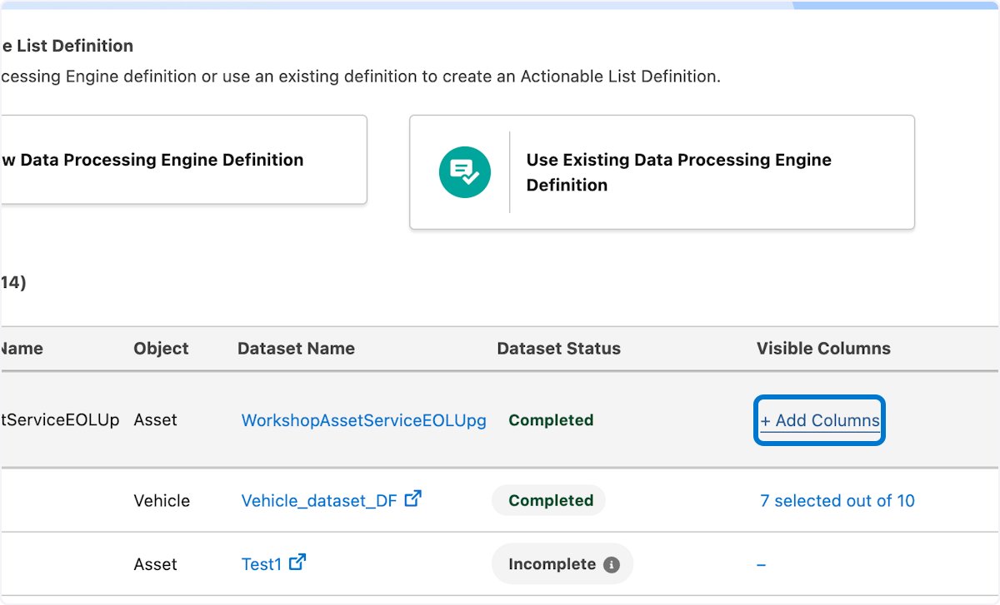 e List Definition
cessing Engine definition or use an existing definition to create an Actionable List Definition.
w Data Processing Engine Definition
Use Existing Data Processing Engine
Definition
14)
Name Object Dataset Name Dataset Status Visible Columns
tServiceEOLUp Asset WorkshopAssetServiceEOLUpg Completed + Add Columns
Vehicle Vehicle_dataset_DF Completed 7 selected out of 10
Asset Test1 Incomplete –